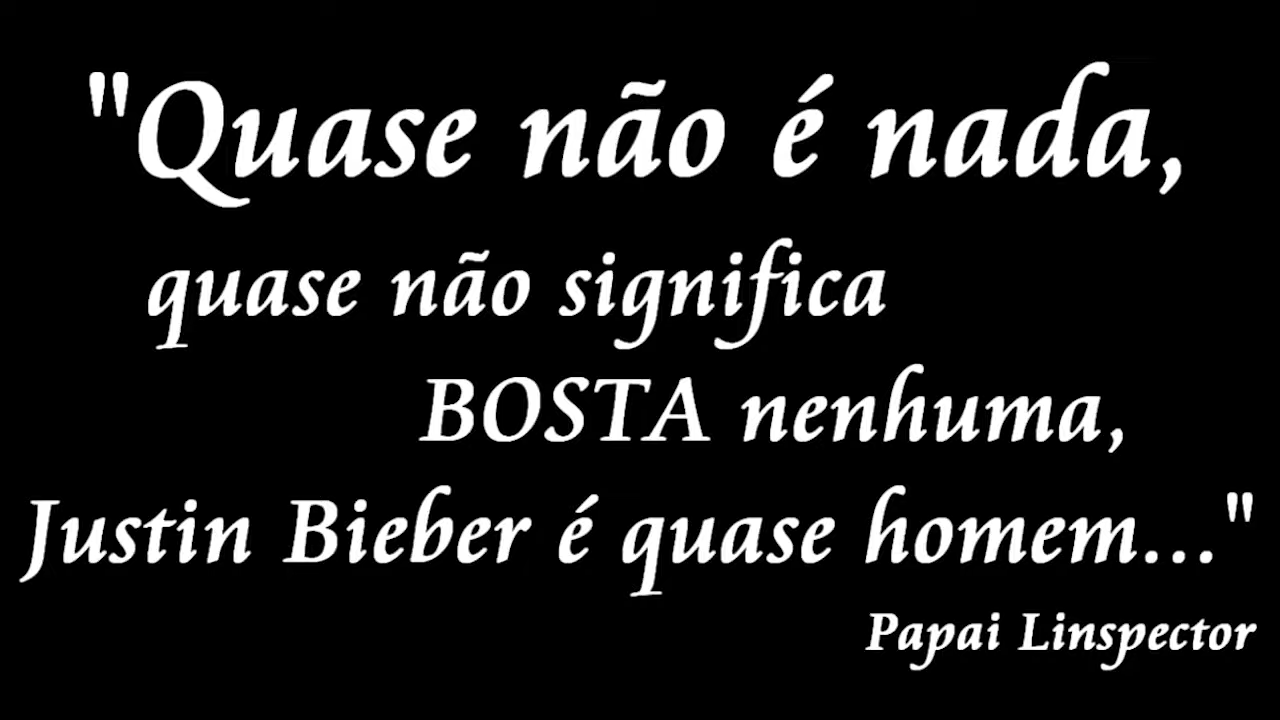 "Quase não é nada,
quase não significa
BOSTA nenhuma,
Justin Bieber é quase homem..."
Papai Linspector